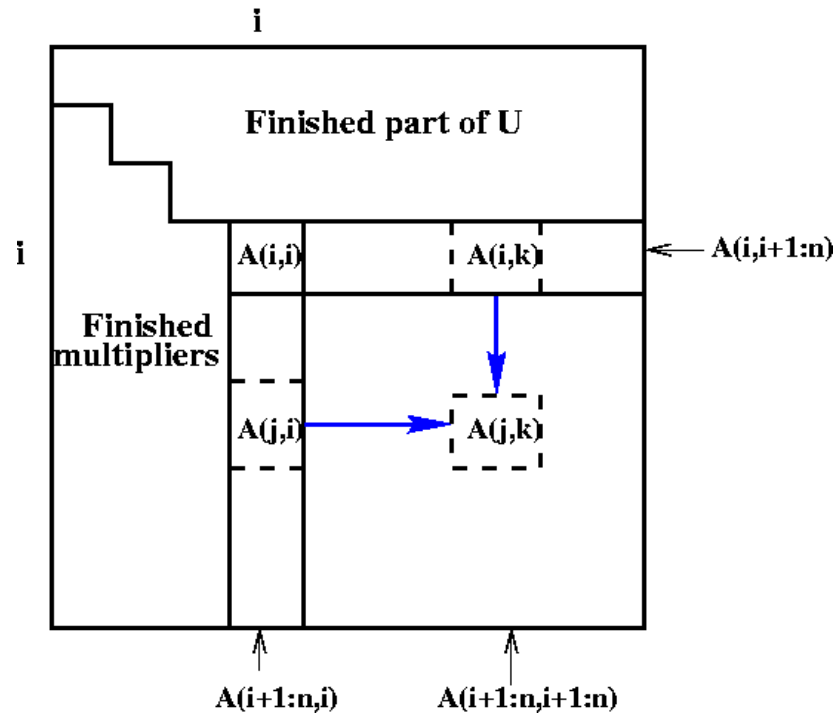 i
Finished part of U
i
A(i,i)
A(i,k)
A(i,i+1:n)
Finished
multipliers
A(j,i)
A(j,k)
A(i+1:n,i)
A(i+1:n,i+1:n)